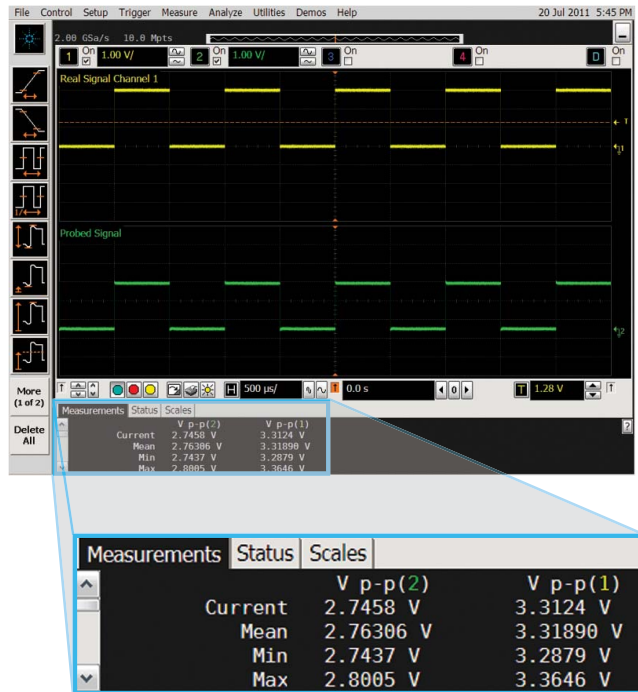 File Control Setup Trigger Measure Analyze Utilities Demos Help 20 Jul 2011 5:45 PM
2.00 GSa/s 10.0 Mpts
1 On 1.00 V/ 2 On 1.00 V/ 3 On 4 On D On
Real Signal Channel 1
T
1
Probed Signal
2
1/
More
(1 of 2)
Delete
All
H 500 µs/ 0.0 s 0 T 1.28 V
Measurements Status Scales
?
V p-p(2) V p-p(1)
Current 2.7458 V 3.3124 V
Mean 2.76306 V 3.31890 V
Min 2.7437 V 3.2879 V
Max 2.8005 V 3.3646 V
Measurements Status Scales
V p-p(2) V p-p(1)
Current 2.7458 V 3.3124 V
Mean 2.76306 V 3.31890 V
Min 2.7437 V 3.2879 V
Max 2.8005 V 3.3646 V